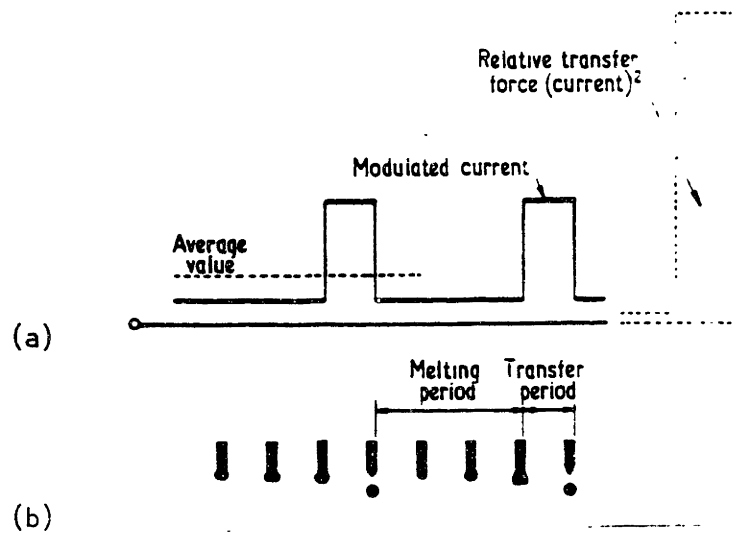 Relative transfer
force (current)²
Modulated current
Average
value
(a)
Melting
period
Transfer
period
(b)